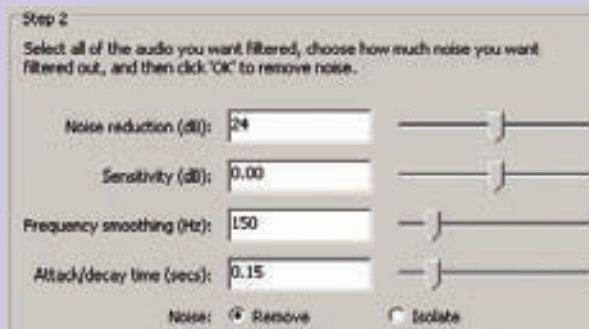 Step 2
Select all of the audio you want filtered, choose how much noise you want
filtered out, and then click 'OK' to remove noise.
Noise reduction (dB): 24
Sensitivity (dB): 0.00
Frequency smoothing (Hz): 150
Attack/decay time (secs): 0.15
Noise: Remove Isolate